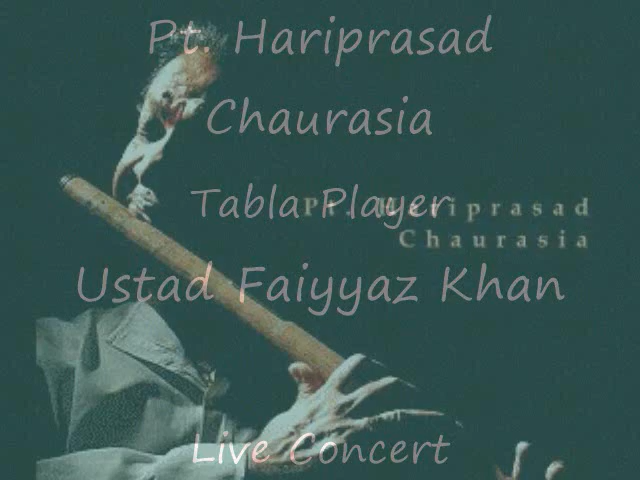 Pt. Hariprasad
Chaurasia
Tabla Player
Pt. Hariprasad
Chaurasia
Ustad Faiyyaz Khan
Live Concert